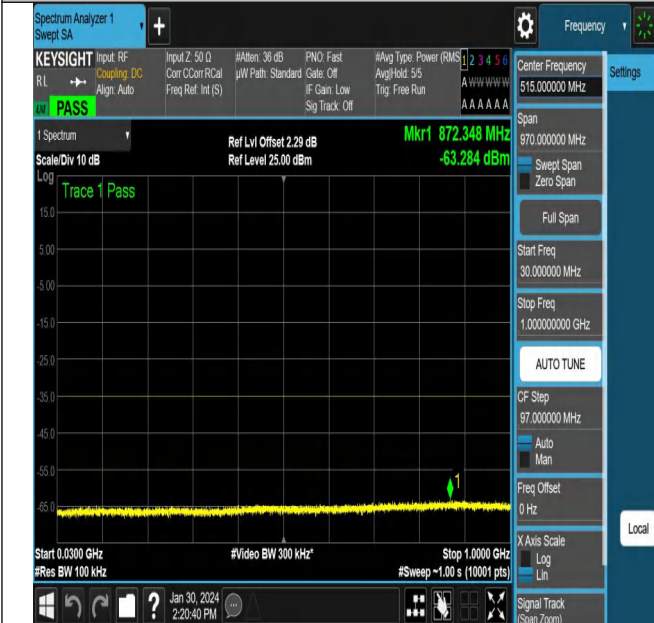 Spectrum Analyzer 1
Swept SA
+
Frequency
KEYSIGHT
RL
Input: RF
Coupling: DC
Align: Auto
Input Z: 50 Ω
Corr CCorr RCal
Freq Ref: Int (S)
#Atten: 36 dB
µW Path: Standard
PNO: Fast
Gate: Off
IF Gain: Low
Sig Track: Off
#Avg Type: Power (RMS
Avg|Hold: 5/5
Trig: Free Run
1 2 3 4 5 6
A W W W W W
A A A A A A
PASS
1 Spectrum
Scale/Div 10 dB
Ref Lvl Offset 2.29 dB
Ref Level 25.00 dBm
Mkr1 872.348 MHz
-63.284 dBm
Log
Trace 1 Pass
15.0
5.00
-5.00
-15.0
-25.0
-35.0
-45.0
-55.0
-65.0
1
Start 0.0300 GHz
#Res BW 100 kHz
#Video BW 300 kHz*
Stop 1.0000 GHz
#Sweep ~1.00 s (10001 pts)
?
Jan 30, 2024
2:20:40 PM
Center Frequency
515.000000 MHz
Span
970.000000 MHz
Swept Span
Zero Span
Full Span
Start Freq
30.000000 MHz
Stop Freq
1.000000000 GHz
AUTO TUNE
CF Step
97.000000 MHz
Auto
Man
Freq Offset
0 Hz
X Axis Scale
Log
Lin
Signal Track
(Span Zoom)
Settings
Local